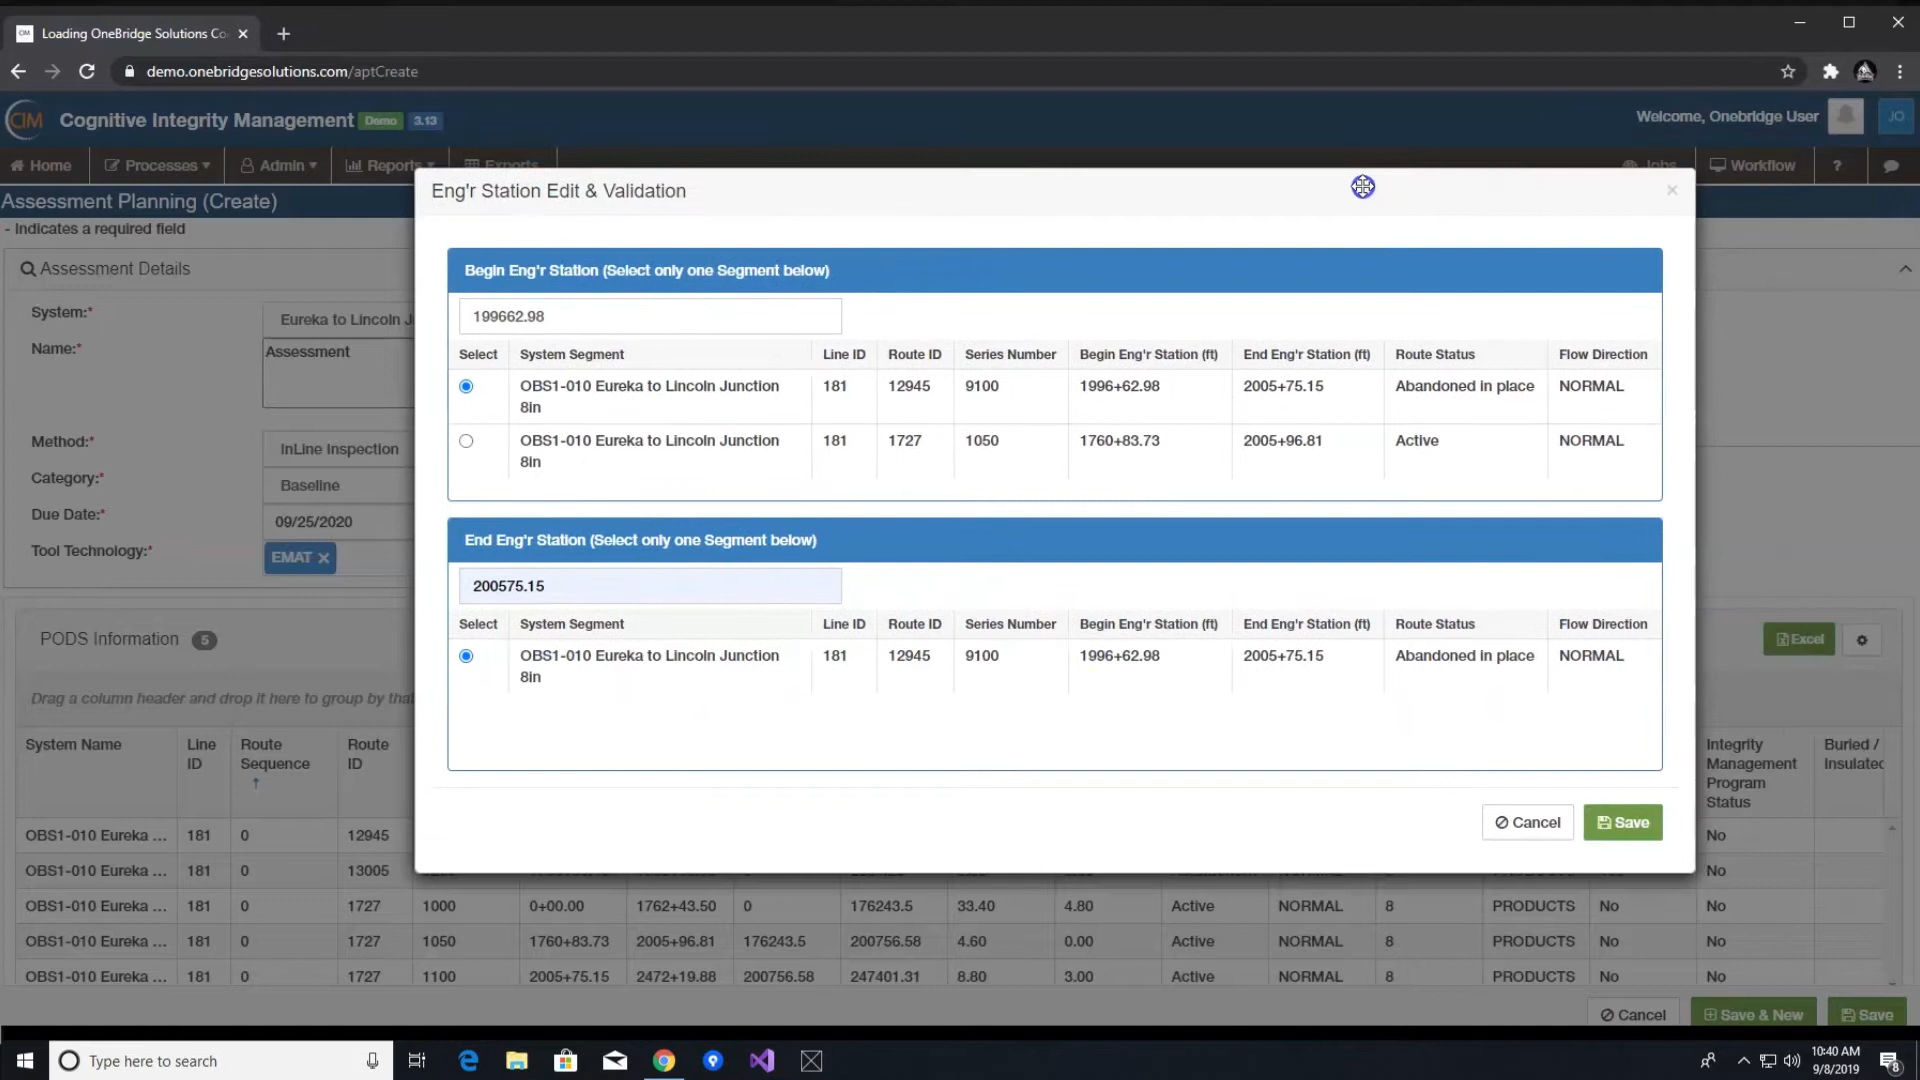 CIM Loading OneBridge Solutions Co
demo.onebridgesolutions.com/aptCreate
CIM Cognitive Integrity Management Demo 3.13
Welcome, Onebridge User JO
Home Processes Admin Reports Exports Jobs Workflow ?
Assessment Planning (Create)
- Indicates a required field
Assessment Details
System:* Eureka to Lincoln J
Name:* Assessment
Method:* InLine Inspection
Category:* Baseline
Due Date:* 09/25/2020
Tool Technology:* EMAT
Eng'r Station Edit & Validation
Begin Eng'r Station (Select only one Segment below)
199662.98
Select System Segment Line ID Route ID Series Number Begin Eng'r Station (ft) End Eng'r Station (ft) Route Status Flow Direction
OBS1-010 Eureka to Lincoln Junction 181 12945 9100 1996+62.98 2005+75.15 Abandoned in place NORMAL
8in
OBS1-010 Eureka to Lincoln Junction 181 1727 1050 1760+83.73 2005+96.81 Active NORMAL
8in
End Eng'r Station (Select only one Segment below)
200575.15
Select System Segment Line ID Route ID Series Number Begin Eng'r Station (ft) End Eng'r Station (ft) Route Status Flow Direction
OBS1-010 Eureka to Lincoln Junction 181 12945 9100 1996+62.98 2005+75.15 Abandoned in place NORMAL
8in
Cancel Save
PODS Information 5
Excel
Drag a column header and drop it here to group by that
System Name Line Route Route Integrity Buried /
ID Sequence ID Management Insulated
Program
Status
OBS1-010 Eureka ... 181 0 12945 No
OBS1-010 Eureka ... 181 0 13005 No
OBS1-010 Eureka ... 181 0 1727 1000 0+00.00 1762+43.50 0 176243.5 33.40 4.80 Active NORMAL 8 PRODUCTS No No
OBS1-010 Eureka ... 181 0 1727 1050 1760+83.73 2005+96.81 176243.5 200756.58 4.60 0.00 Active NORMAL 8 PRODUCTS No No
OBS1-010 Eureka ... 181 0 1727 1100 2005+75.15 2472+19.88 200756.58 247401.31 8.80 3.00 Active NORMAL 8 PRODUCTS No No
Cancel Save & New Save
Type here to search
10:40 AM
9/8/2019
8